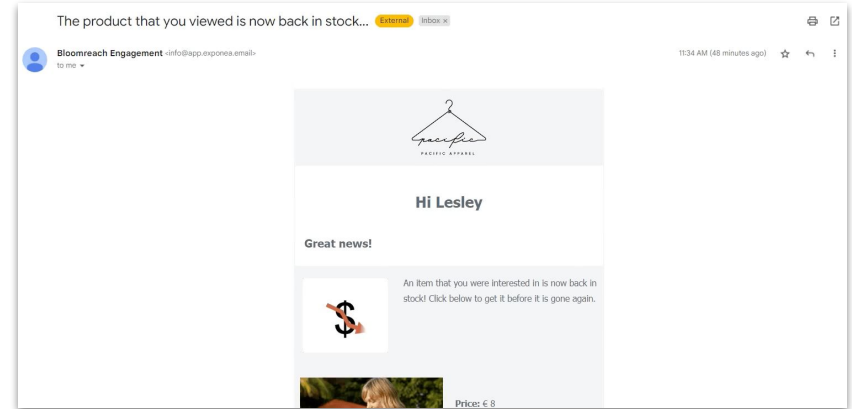 The product that you viewed is now back in stock... External Inbox ×
Bloomreach Engagement <info@app.exponea.email> 11:34 AM (48 minutes ago)
to me
pacific
PACIFIC APPAREL
Hi Lesley
Great news!
An item that you were interested in is now back in
stock! Click below to get it before it is gone again.
$
Price: € 8